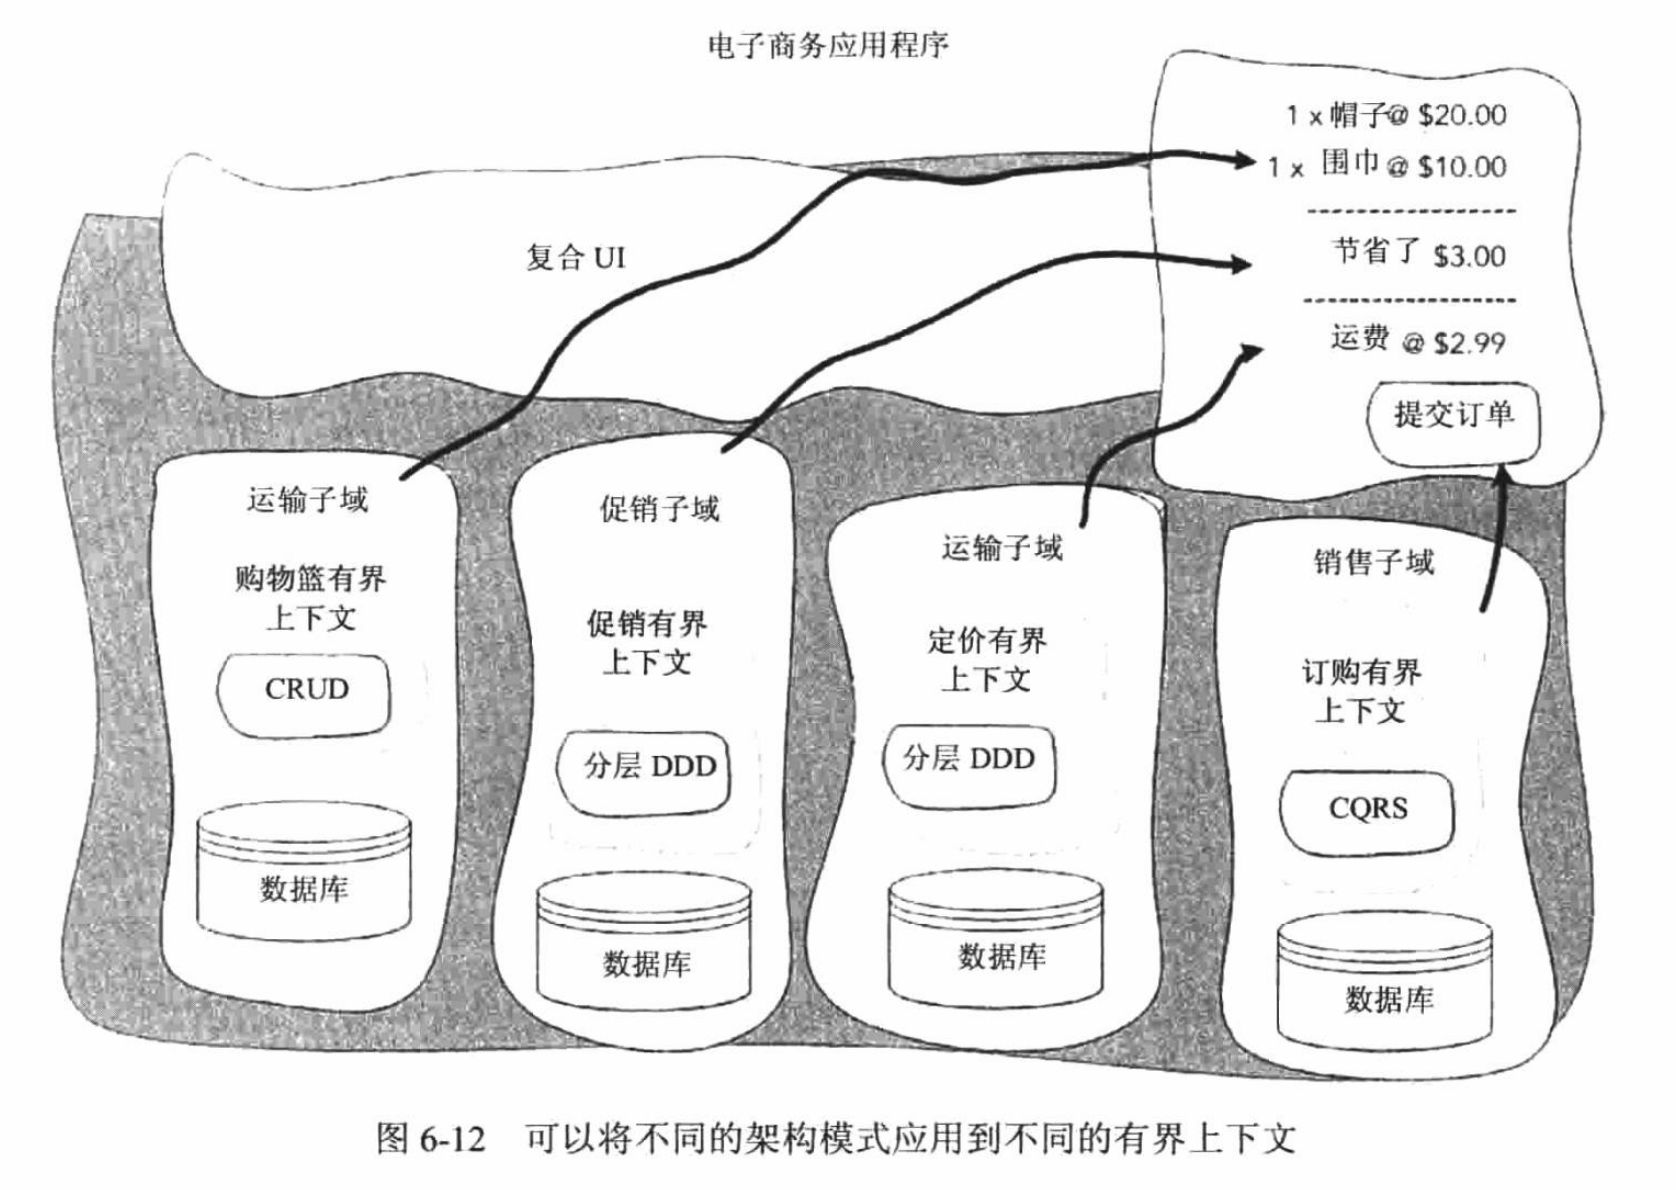 电子商务应用程序
1 x 帽子@ $20.00
1 x 围巾 @ $10.00
节省了 $3.00
运费 @ $2.99
提交订单
复合 UI
运输子域
购物篮有界
上下文
CRUD
数据库
促销子域
促销有界
上下文
分层 DDD
数据库
运输子域
定价有界
上下文
分层 DDD
数据库
销售子域
订购有界
上下文
CQRS
数据库
图 6-12 可以将不同的架构模式应用到不同的有界上下文